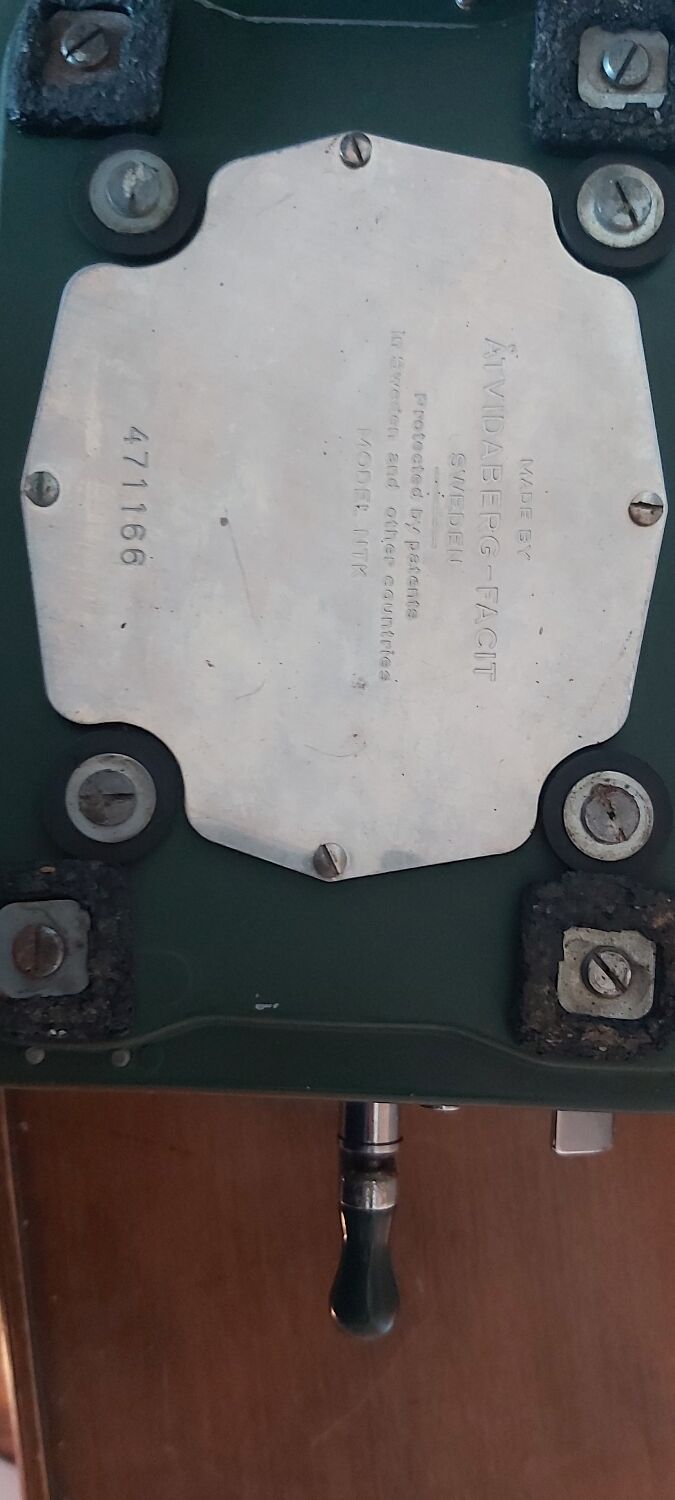 MADE BY
ÅTVIDABERG-FACIT
SWEDEN
Protected by patents
in Sweden and other countries
MODEL NTK
471166